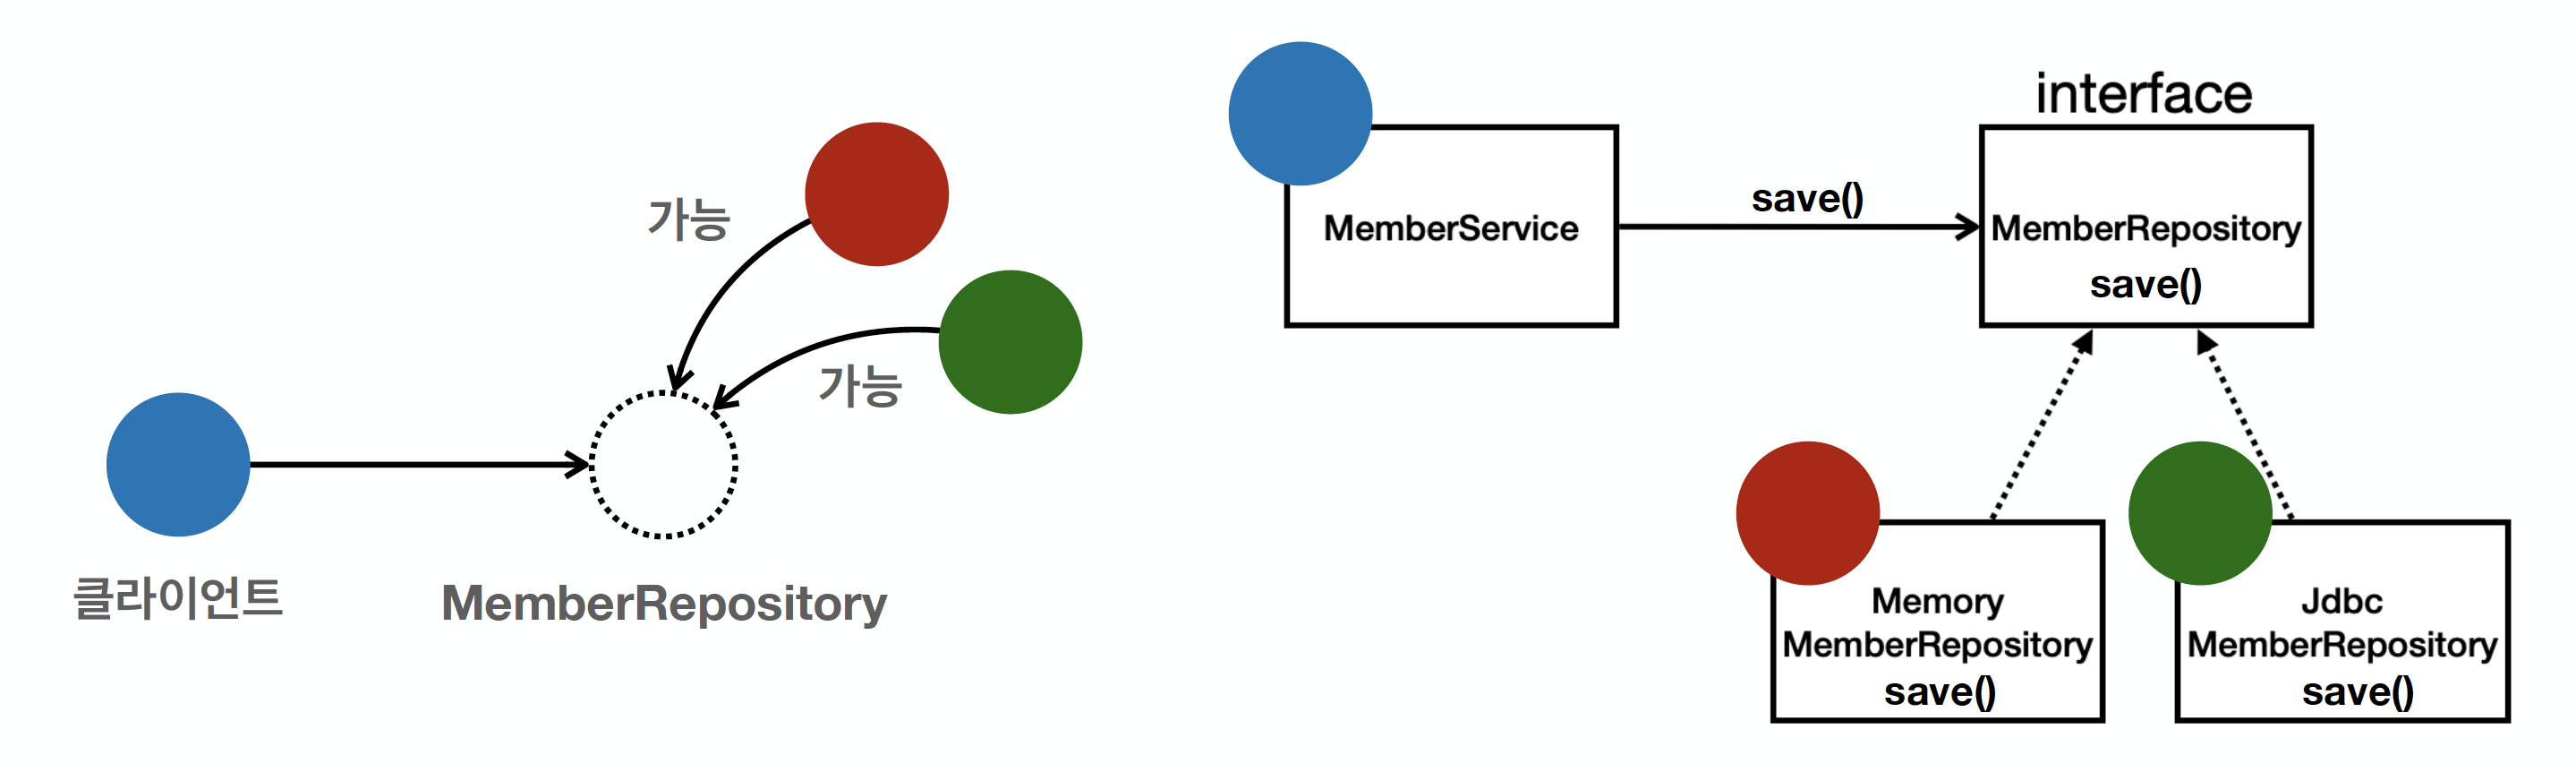 가능
가능
클라이언트
MemberRepository
interface
MemberService
save()
MemberRepository
save()
Memory
MemberRepository
save()
Jdbc
MemberRepository
save()